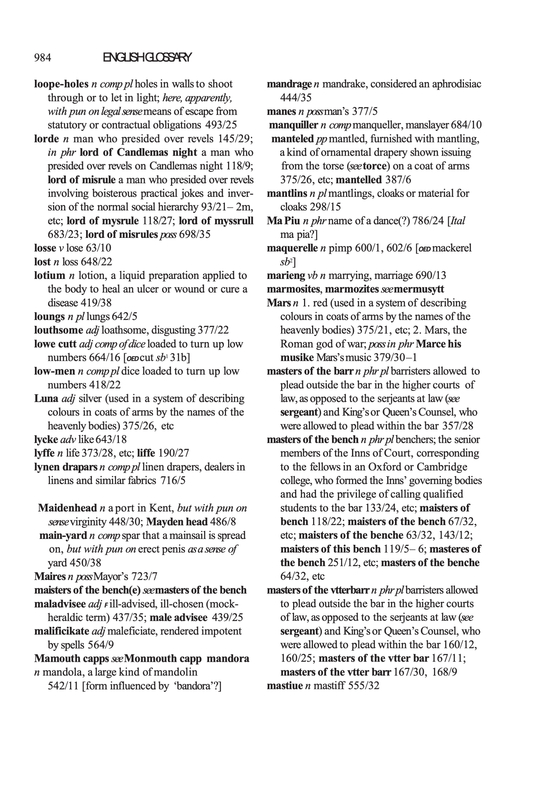 984 ENGLISH GLOSSARY
loope-holes n comp pl holes in walls to shoot
through or to let in light; here, apparently,
with pun on legal sense means of escape from
statutory or contractual obligations 493/25
lorde n man who presided over revels 145/29;
in phr lord of Candlemas night a man who
presided over revels on Candlemas night 118/9;
lord of misrule a man who presided over revels
involving boisterous practical jokes and inver-
sion of the normal social hierarchy 93/21– 2m,
etc; lord of mysrule 118/27; lord of myssrull
683/23; lord of misrules poss 698/35
losse v lose 63/10
lost n loss 648/22
lotium n lotion, a liquid preparation applied to
the body to heal an ulcer or wound or cure a
disease 419/38
loungs n pl lungs 642/5
louthsome adj loathsome, disgusting 377/22
lowe cutt adj comp of dice loaded to turn up low
numbers 664/16 [OED cut sb¹ 31b]
low-men n comp pl dice loaded to turn up low
numbers 418/22
Luna adj silver (used in a system of describing
colours in coats of arms by the names of the
heavenly bodies) 375/26, etc
lycke adv like 643/18
lyffe n life 373/28, etc; liffe 190/27
lynen drapars n comp pl linen drapers, dealers in
linens and similar fabrics 716/5
Maidenhead n a port in Kent, but with pun on
sense virginity 448/30; Mayden head 486/8
main-yard n comp spar that a mainsail is spread
on, but with pun on erect penis as a sense of
yard 450/38
Maires n poss Mayor's 723/7
maisters of the bench(e) see masters of the bench
maladvisee adj fr ill-advised, ill-chosen (mock-
heraldic term) 437/35; male advisee 439/25
malificikate adj maleficiate, rendered impotent
by spells 564/9
Mamouth capps see Monmouth capp mandora
n mandola, a large kind of mandolin
542/11 [form influenced by 'bandora'?]
mandrage n mandrake, considered an aphrodisiac
444/35
manes n poss man's 377/5
manquiller n comp manqueller, manslayer 684/10
manteled pp mantled, furnished with mantling,
a kind of ornamental drapery shown issuing
from the torse (see torce) on a coat of arms
375/26, etc; mantelled 387/6
mantlins n pl mantlings, cloaks or material for
cloaks 298/15
Ma Piu n phr name of a dance(?) 786/24 [Ital
ma pia?]
maquerelle n pimp 600/1, 602/6 [OED mackerel
sb²]
marieng vb n marrying, marriage 690/13
marmosites, marmozites see mermusytt
Mars n 1. red (used in a system of describing
colours in coats of arms by the names of the
heavenly bodies) 375/21, etc; 2. Mars, the
Roman god of war; poss in phr Marce his
musike Mars's music 379/30–1
masters of the barr n phr pl barristers allowed to
plead outside the bar in the higher courts of
law, as opposed to the serjeants at law (see
sergeant) and King's or Queen's Counsel, who
were allowed to plead within the bar 357/28
masters of the bench n phr pl benchers; the senior
members of the Inns of Court, corresponding
to the fellows in an Oxford or Cambridge
college, who formed the Inns' governing bodies
and had the privilege of calling qualified
students to the bar 133/24, etc; maisters of
bench 118/22; maisters of the bench 67/32,
etc; maisters of the benche 63/32, 143/12;
maisters of this bench 119/5– 6; masteres of
the bench 251/12, etc; masters of the benche
64/32, etc
masters of the vtterbarr n phr pl barristers allowed
to plead outside the bar in the higher courts
of law, as opposed to the serjeants at law (see
sergeant) and King's or Queen's Counsel, who
were allowed to plead within the bar 160/12,
160/25; masters of the vtter bar 167/11;
masters of the vtter barr 167/30, 168/9
mastiue n mastiff 555/32